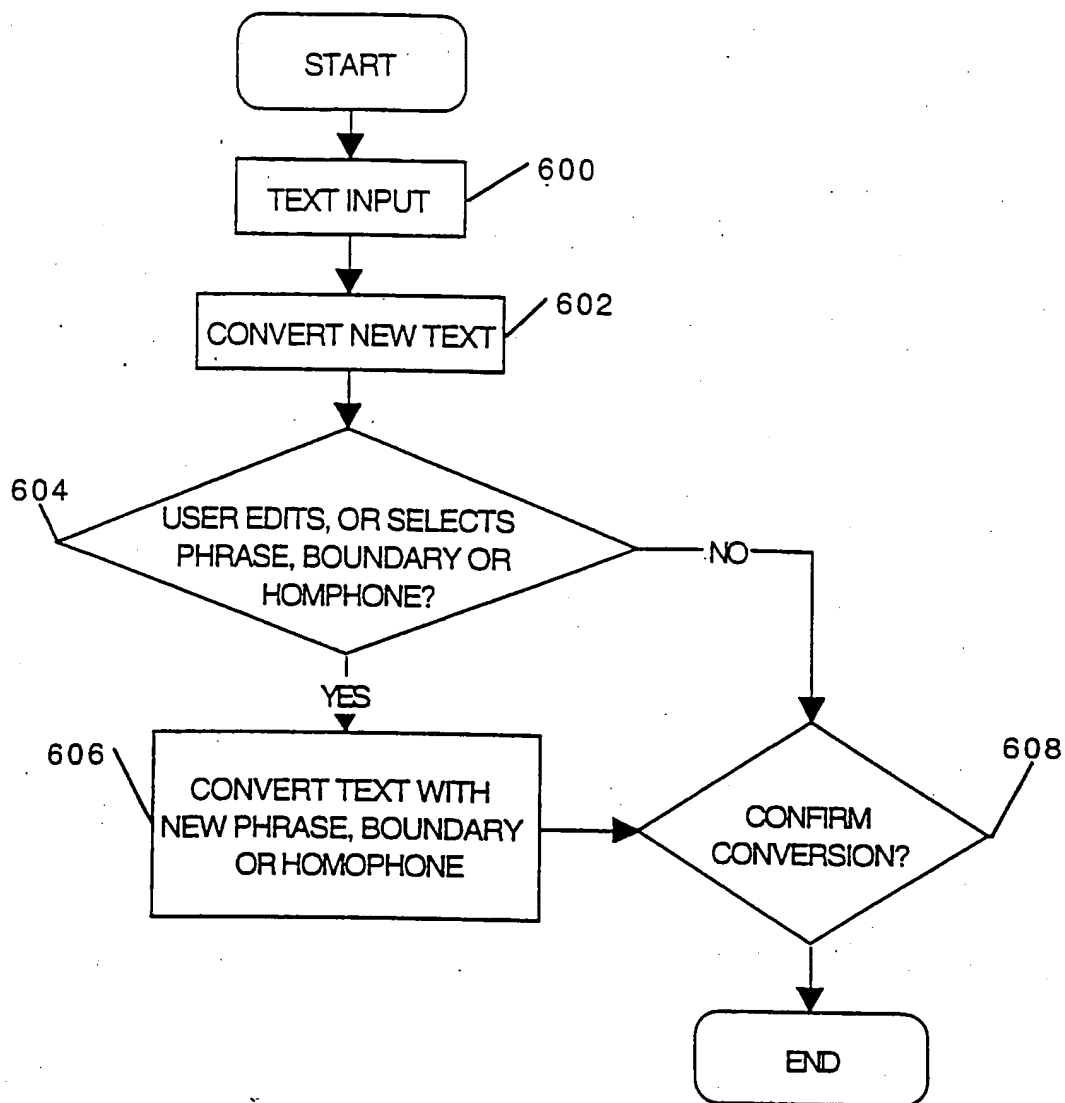 START
600
TEXT INPUT
602
CONVERT NEW TEXT
604
USER EDITS, OR SELECTS
PHRASE, BOUNDARY OR
HOMPHONE?
NO
YES
606
CONVERT TEXT WITH
NEW PHRASE, BOUNDARY
OR HOMOPHONE
608
CONFIRM
CONVERSION?
END